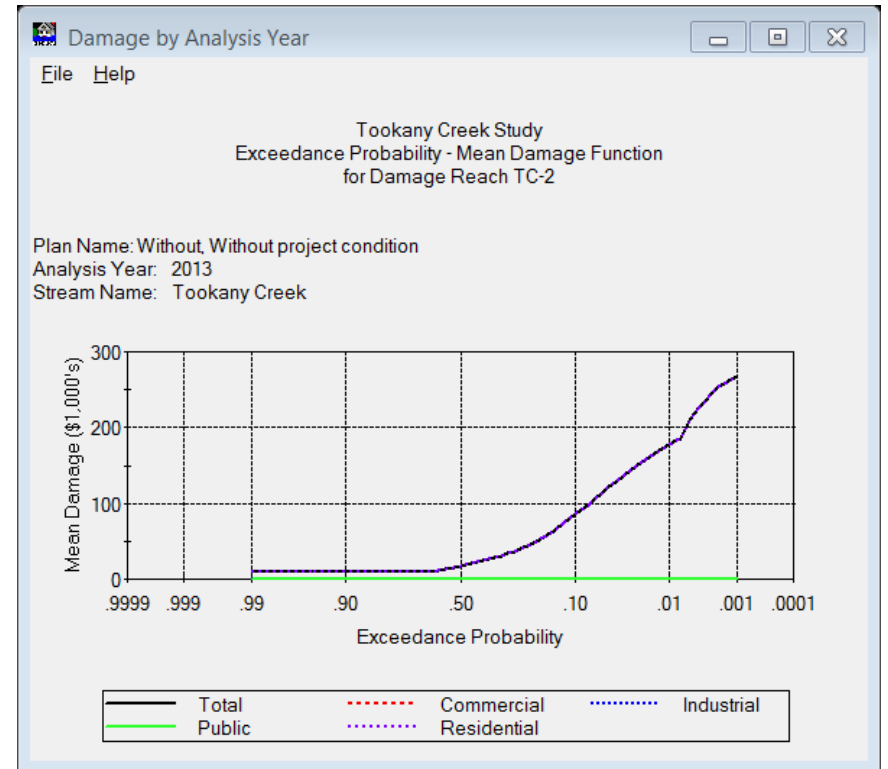 Damage by Analysis Year
File Help
Tookany Creek Study
Exceedance Probability - Mean Damage Function
for Damage Reach TC-2
Plan Name: Without, Without project condition
Analysis Year: 2013
Stream Name: Tookany Creek
Mean Damage ($1,000's)
300
200
100
0
.9999 .999 .99 .90 .50 .10 .01 .001 .0001
Exceedance Probability
Total Commercial Industrial
Public Residential